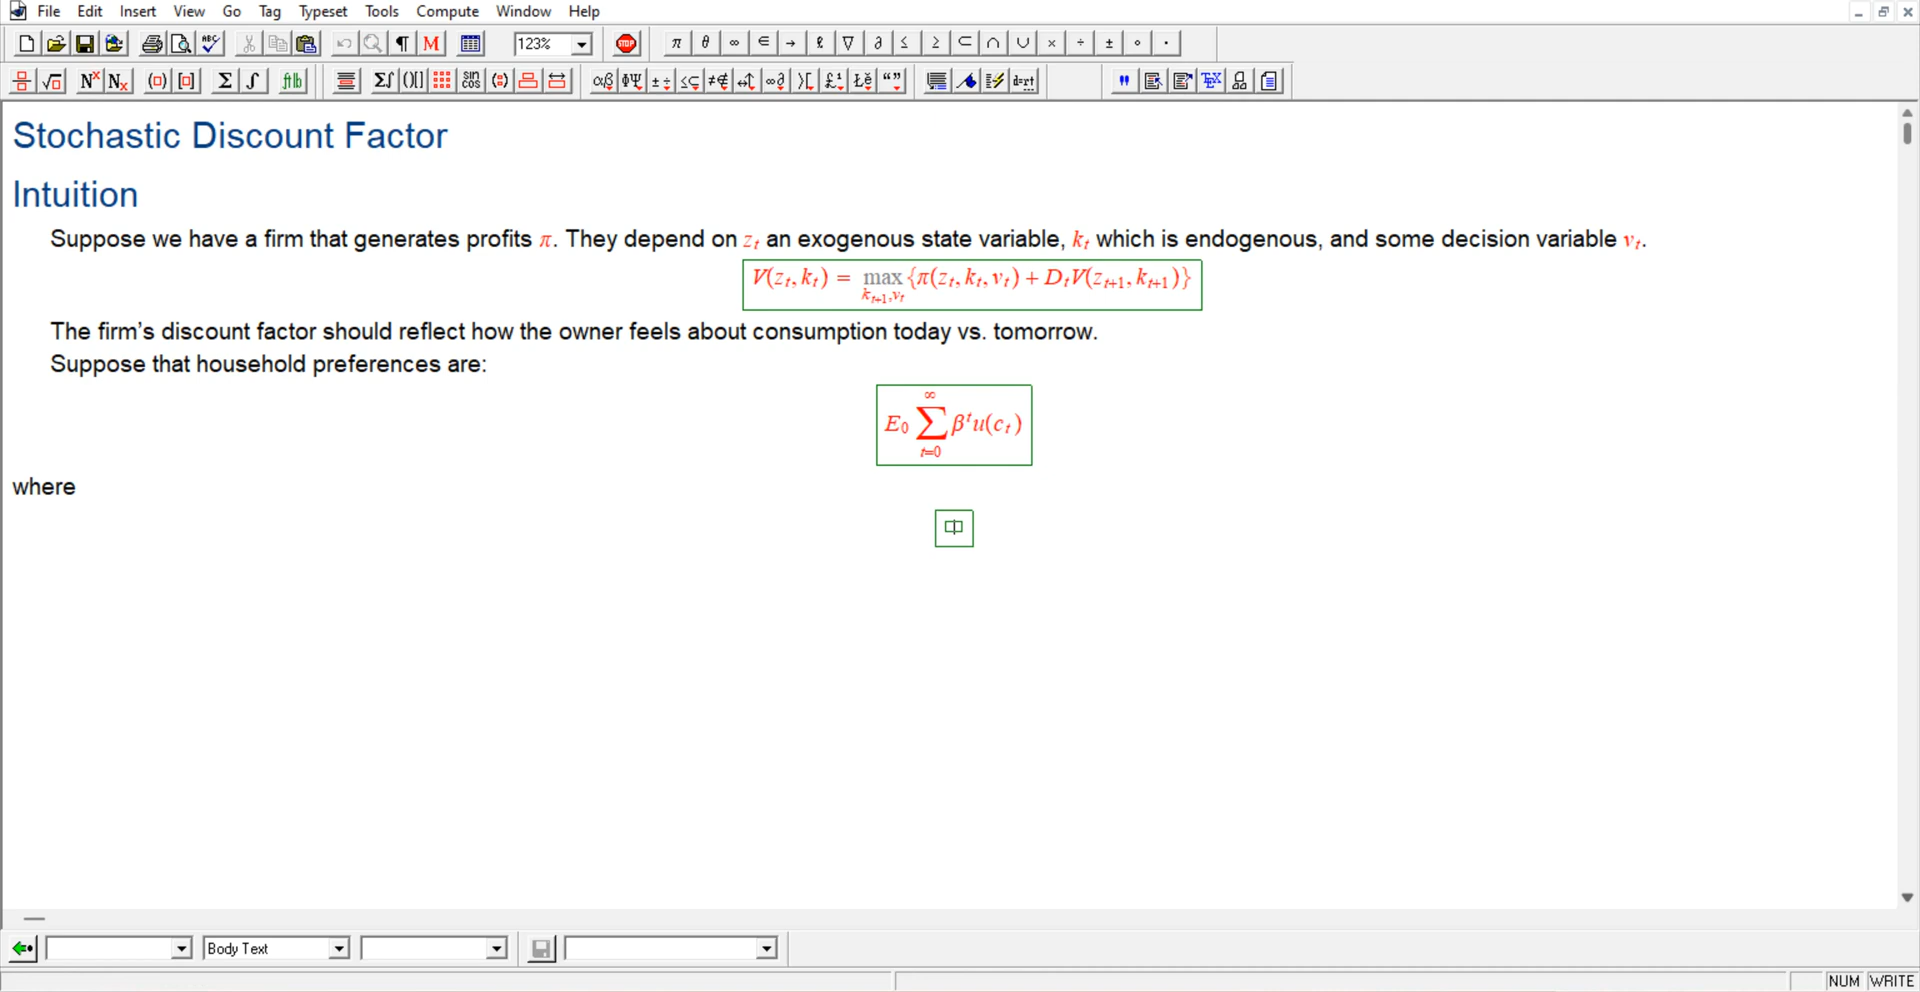 File Edit Insert View Go Tag Typeset Tools Compute Window Help
123% STOP π θ ∞ ∈ → ℓ ∇ ∂ ≤ ≥ ⊂ ∩ ∪ × ÷ ± ∘ ·
Stochastic Discount Factor
Intuition
Suppose we have a firm that generates profits π. They depend on z_t an exogenous state variable, k_t which is endogenous, and some decision variable v_t.
V(z_t, k_t) = max_{k_{t+1}, v_t} {π(z_t, k_t, v_t) + D_t V(z_{t+1}, k_{t+1})}
The firm's discount factor should reflect how the owner feels about consumption today vs. tomorrow.
Suppose that household preferences are:
E_0 ∑_{t=0}^{∞} β^t u(c_t)
where
Body Text
NUM WRITE